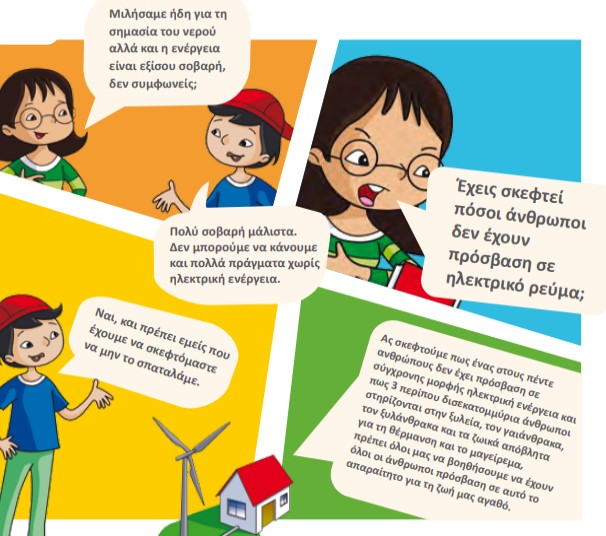 Μιλήσαμε ήδη για τη
σημασία του νερού
αλλά και η ενέργεια
είναι εξίσου σοβαρή,
δεν συμφωνείς;
Πολύ σοβαρή μάλιστα.
Δεν μπορούμε να κάνουμε
και πολλά πράγματα χωρίς
ηλεκτρική ενέργεια.
Έχεις σκεφτεί
πόσοι άνθρωποι
δεν έχουν
πρόσβαση σε
ηλεκτρικό ρεύμα;
Ναι, και πρέπει εμείς που
έχουμε να σκεφτόμαστε
να μην το σπαταλάμε.
Ας σκεφτούμε πως ένας στους πέντε
ανθρώπους δεν έχει πρόσβαση σε
σύγχρονης μορφής ηλεκτρική ενέργεια και
πως 3 περίπου δισεκατομμύρια άνθρωποι
στηρίζονται στην ξυλεία, τον γαιάνθρακα,
τον ξυλάνθρακα και τα ζωικά απόβλητα
για τη θέρμανση και το μαγείρεμα,
πρέπει όλοι μας να βοηθήσουμε να έχουν
όλοι οι άνθρωποι πρόσβαση σε αυτό το
απαραίτητο για τη ζωή μας αγαθό.